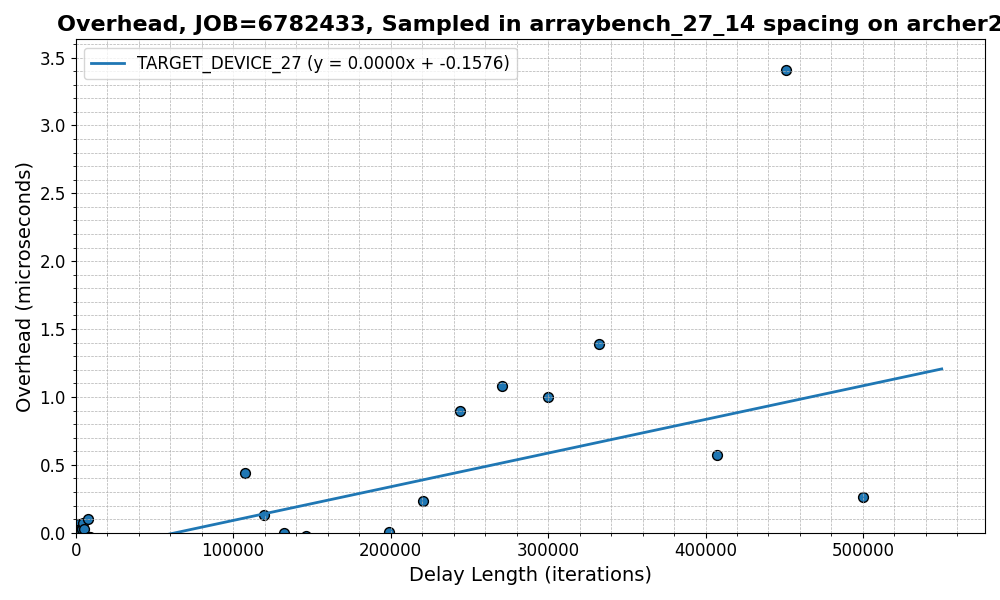 Overhead, JOB=6782433, Sampled in arraybench_27_14 spacing on archer2
TARGET_DEVICE_27 (y = 0.0000x + -0.1576)
Overhead (microseconds)
3.5
3.0
2.5
2.0
1.5
1.0
0.5
0.0
0 100000 200000 300000 400000 500000
Delay Length (iterations)